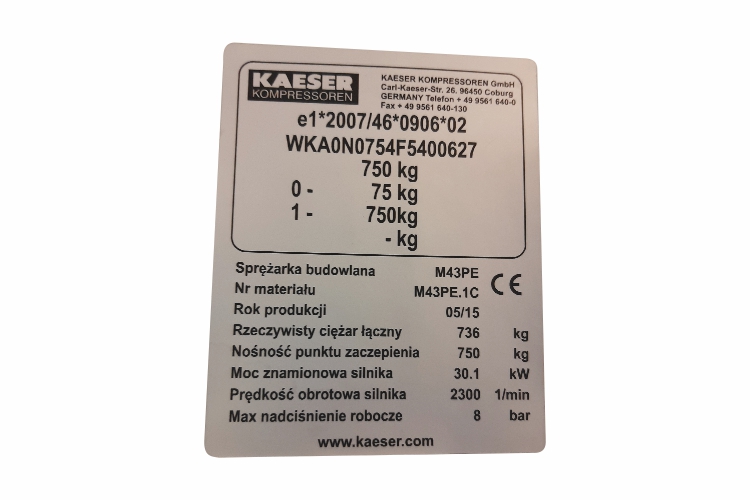 KAESER
KOMPRESSOREN
KAESER KOMPRESSOREN GmbH
Carl-Kaeser-Str. 26. 96450 Coburg
GERMANY Telefon + 49 9561 640-0
Fax + 49 9561 640-130
e1*2007/46*0906*02
WKA0N0754F5400627
750 kg
0 - 75 kg
1 - 750kg
- kg
Sprężarka budowlana M43PE
Nr materiału M43PE.1C CE
Rok produkcji 05/15
Rzeczywisty ciężar łączny 736 kg
Nośność punktu zaczepienia 750 kg
Moc znamionowa silnika 30.1 kW
Prędkość obrotowa silnika 2300 1/min
Max nadciśnienie robocze 8 bar
www.kaeser.com